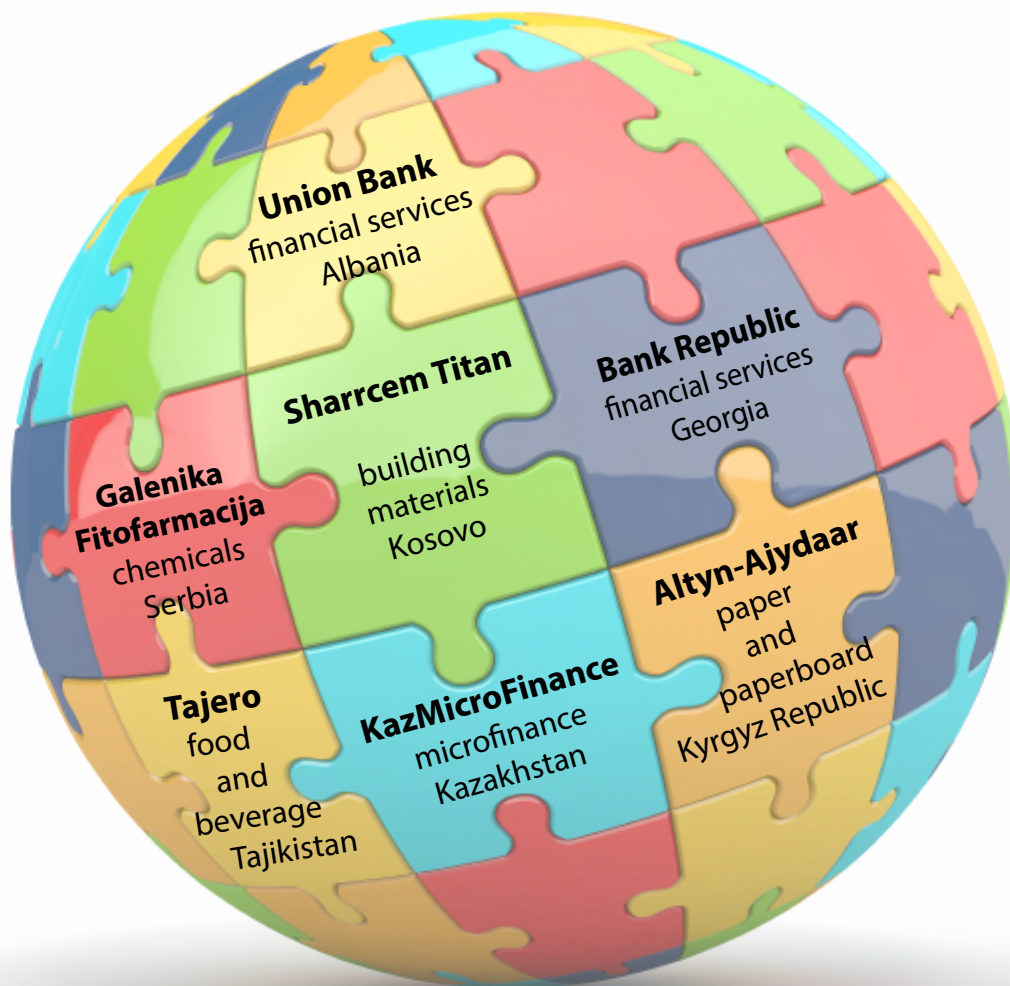 Union Bank
financial services
Albania
Sharrcem Titan
building
materials
Kosovo
Bank Republic
financial services
Georgia
Galenika
Fitofarmacija
chemicals
Serbia
Altyn-Ajydaar
paper
and
paperboard
Kyrgyz Republic
Tajero
food
and
beverage
Tajikistan
KazMicroFinance
microfinance
Kazakhstan